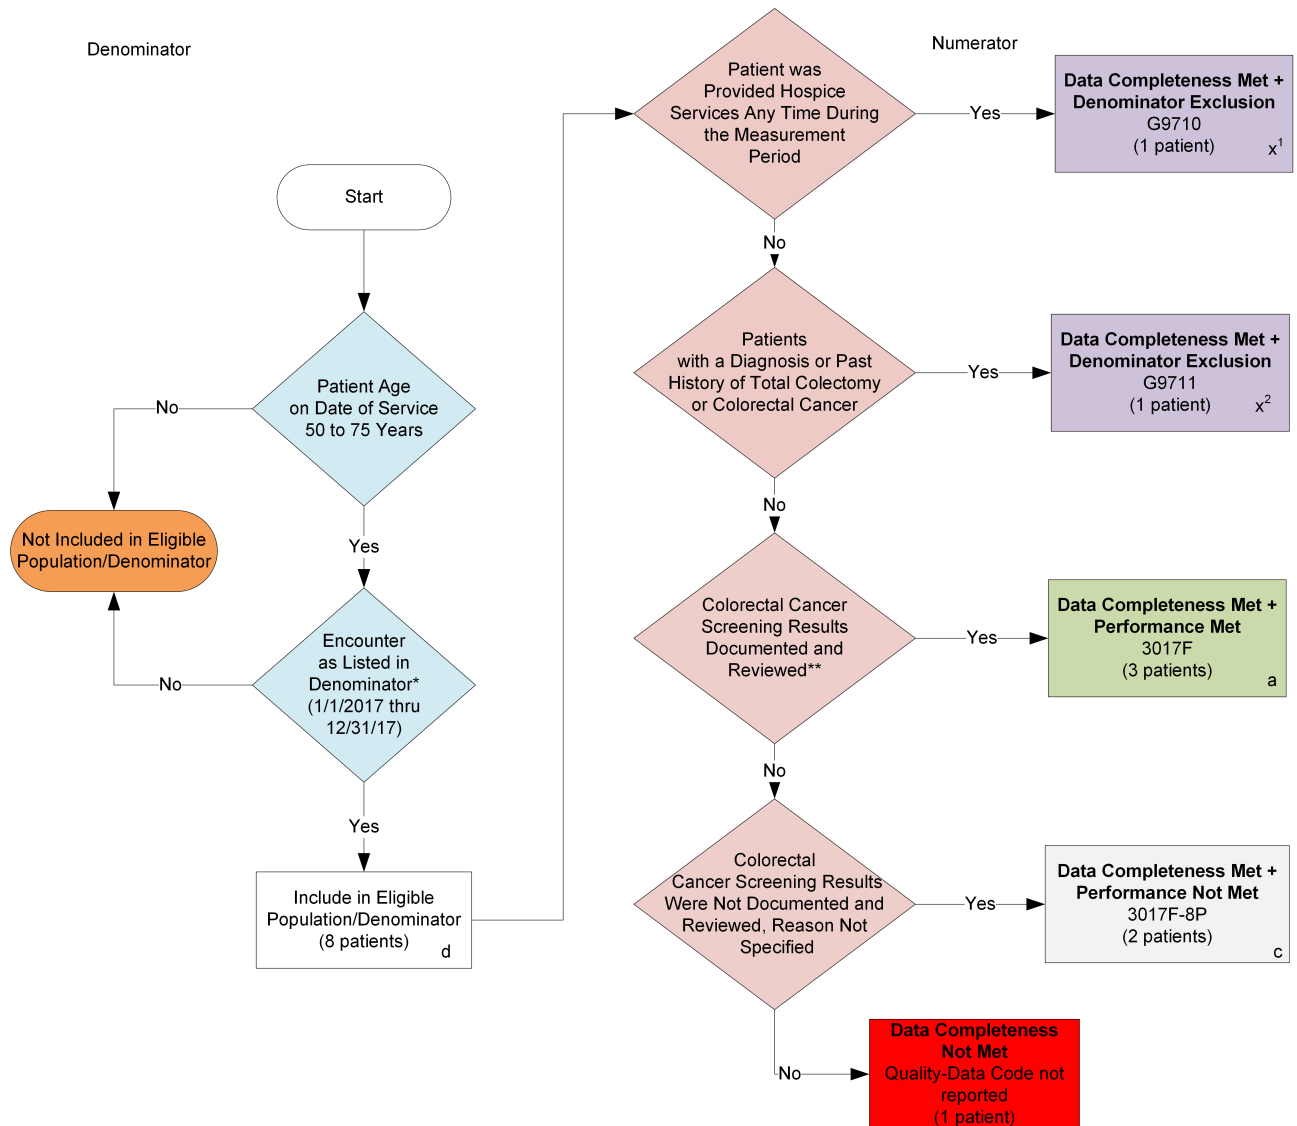 Denominator
Start
Patient Age
on Date of Service
50 to 75 Years
No
Not Included in Eligible
Population/Denominator
Yes
Encounter
as Listed in
Denominator*
(1/1/2017 thru
12/31/17)
No
Yes
Include in Eligible
Population/Denominator
(8 patients)
d
Numerator
Patient was
Provided Hospice
Services Any Time During
the Measurement
Period
Yes
Data Completeness Met +
Denominator Exclusion
G9710
(1 patient)
x¹
No
Patients
with a Diagnosis or Past
History of Total Colectomy
or Colorectal Cancer
Yes
Data Completeness Met +
Denominator Exclusion
G9711
(1 patient)
x²
No
Colorectal Cancer
Screening Results
Documented and
Reviewed**
Yes
Data Completeness Met +
Performance Met
3017F
(3 patients)
a
No
Colorectal
Cancer Screening Results
Were Not Documented and
Reviewed, Reason Not
Specified
Yes
Data Completeness Met +
Performance Not Met
3017F-8P
(2 patients)
c
No
Data Completeness
Not Met
Quality-Data Code not
reported
(1 patient)